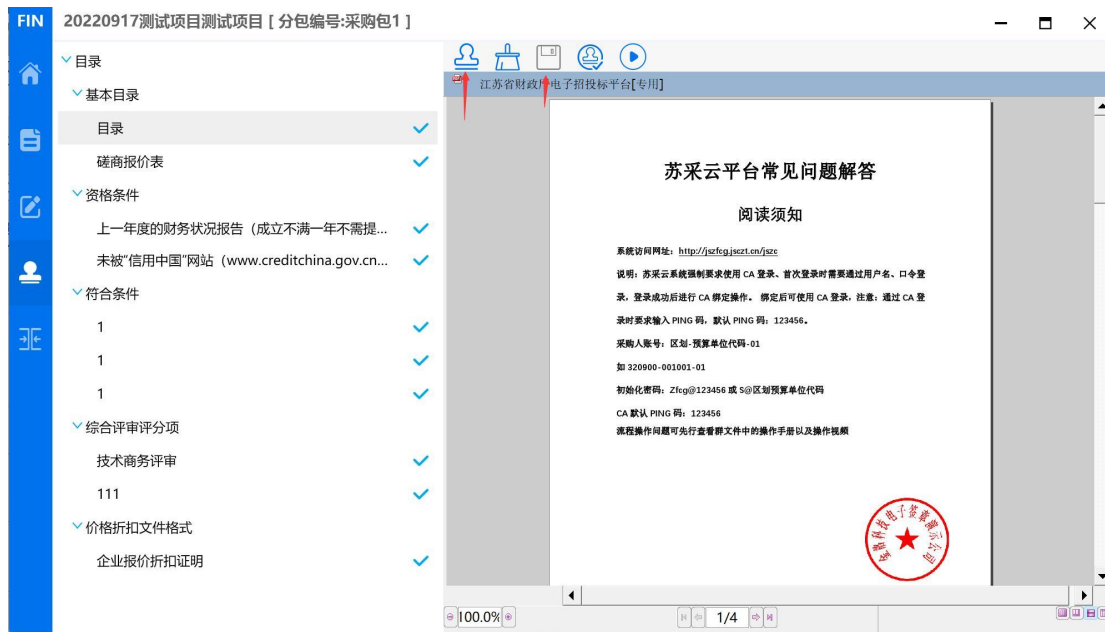 FIN
20220917测试项目测试项目 [ 分包编号:采购包1 ]
目录
基本目录
目录
磋商报价表
资格条件
上一年度的财务状况报告（成立不满一年不需提...
未被"信用中国"网站（www.creditchina.gov.cn...
符合条件
1
1
1
综合评审评分项
技术商务评审
111
价格折扣文件格式
企业报价折扣证明
江苏省财政厅电子招投标平台[专用]
苏采云平台常见问题解答
阅读须知
系统访问网址：http://jszfcg.jsczt.cn/jszc
说明：苏采云系统强制要求使用 CA 登录、首次登录时需要通过用户名、口令登
录，登录成功后进行 CA 绑定操作。 绑定后可使用 CA 登录，注意：通过 CA 登
录时要求输入 PING 码，默认 PING 码：123456。
采购人账号：区划-预算单位代码-01
如 320900-001001-01
初始化密码：Zfcg@123456 或 S@区划预算单位代码
CA 默认 PING 码：123456
流程操作问题可先行查看群文件中的操作手册以及操作视频
100.0%
1/4